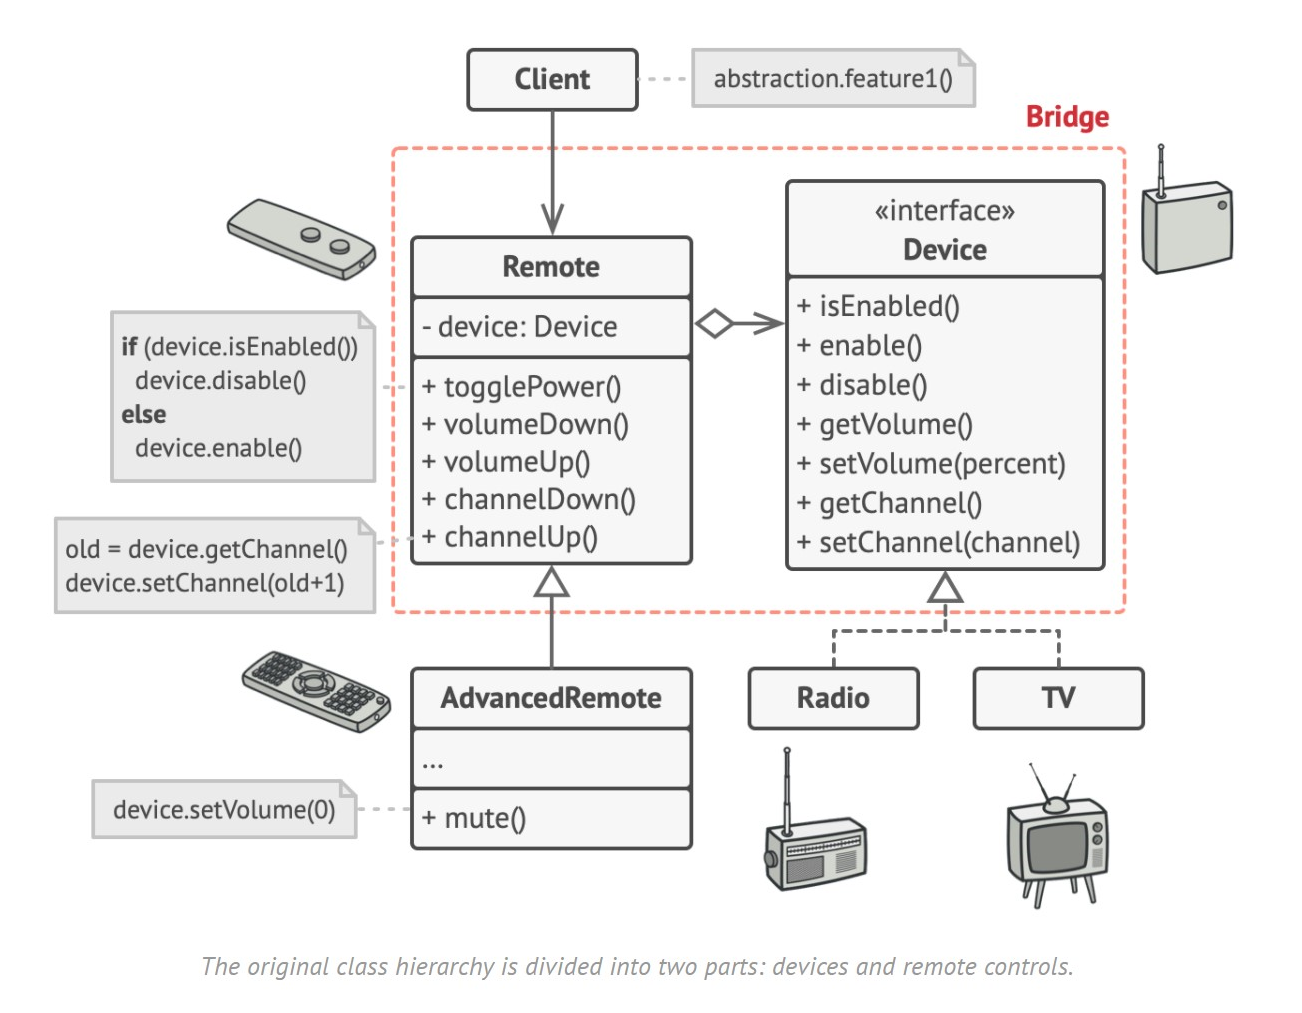 Client
abstraction.feature1()
Bridge
«interface»
Device
+ isEnabled()
+ enable()
+ disable()
+ getVolume()
+ setVolume(percent)
+ getChannel()
+ setChannel(channel)
Remote
- device: Device
+ togglePower()
+ volumeDown()
+ volumeUp()
+ channelDown()
+ channelUp()
if (device.isEnabled())
device.disable()
else
device.enable()
old = device.getChannel()
device.setChannel(old+1)
AdvancedRemote
...
+ mute()
device.setVolume(0)
Radio
TV
The original class hierarchy is divided into two parts: devices and remote controls.